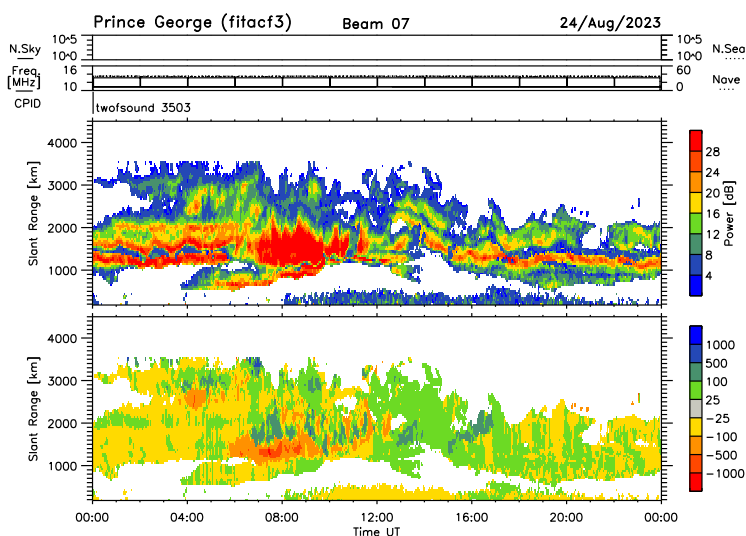 Prince George (fitacf3) Beam 07 24/Aug/2023
N.Sky 10^5 10^0 10^5 10^0 N.Sea
Freq. [MHz] 16 10 60 0 Nave
CPID twofsound 3503
Slant Range [km] 4000 3000 2000 1000
28 24 20 16 12 8 4 Power [dB]
Slant Range [km] 4000 3000 2000 1000
1000 500 100 25 -25 -100 -500 -1000
00:00 04:00 08:00 12:00 16:00 20:00 00:00
Time UT